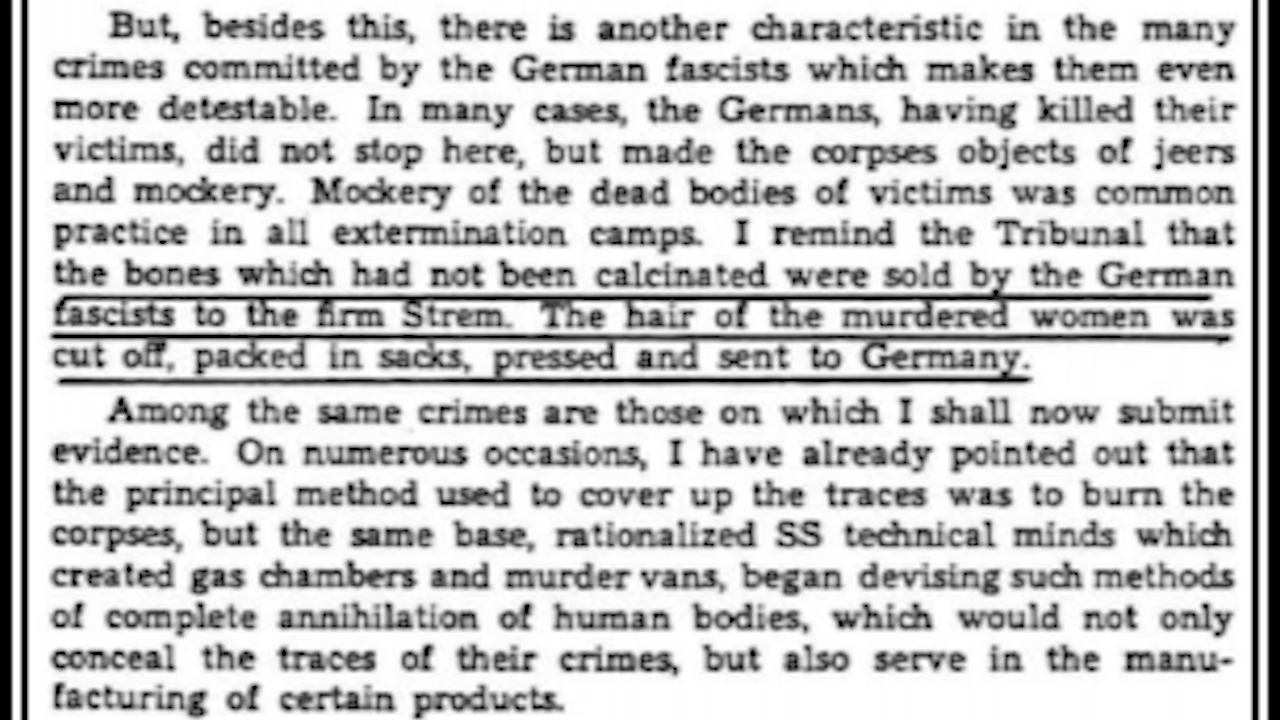 But, besides this, there is another characteristic in the many
crimes committed by the German fascists which makes them even
more detestable. In many cases, the Germans, having killed their
victims, did not stop here, but made the corpses objects of jeers
and mockery. Mockery of the dead bodies of victims was common
practice in all extermination camps. I remind the Tribunal that
the bones which had not been calcinated were sold by the German
fascists to the firm Strem. The hair of the murdered women was
cut off, packed in sacks, pressed and sent to Germany.
Among the same crimes are those on which I shall now submit
evidence. On numerous occasions, I have already pointed out that
the principal method used to cover up the traces was to burn the
corpses, but the same base, rationalized SS technical minds which
created gas chambers and murder vans, began devising such methods
of complete annihilation of human bodies, which would not only
conceal the traces of their crimes, but also serve in the manu-
facturing of certain products.